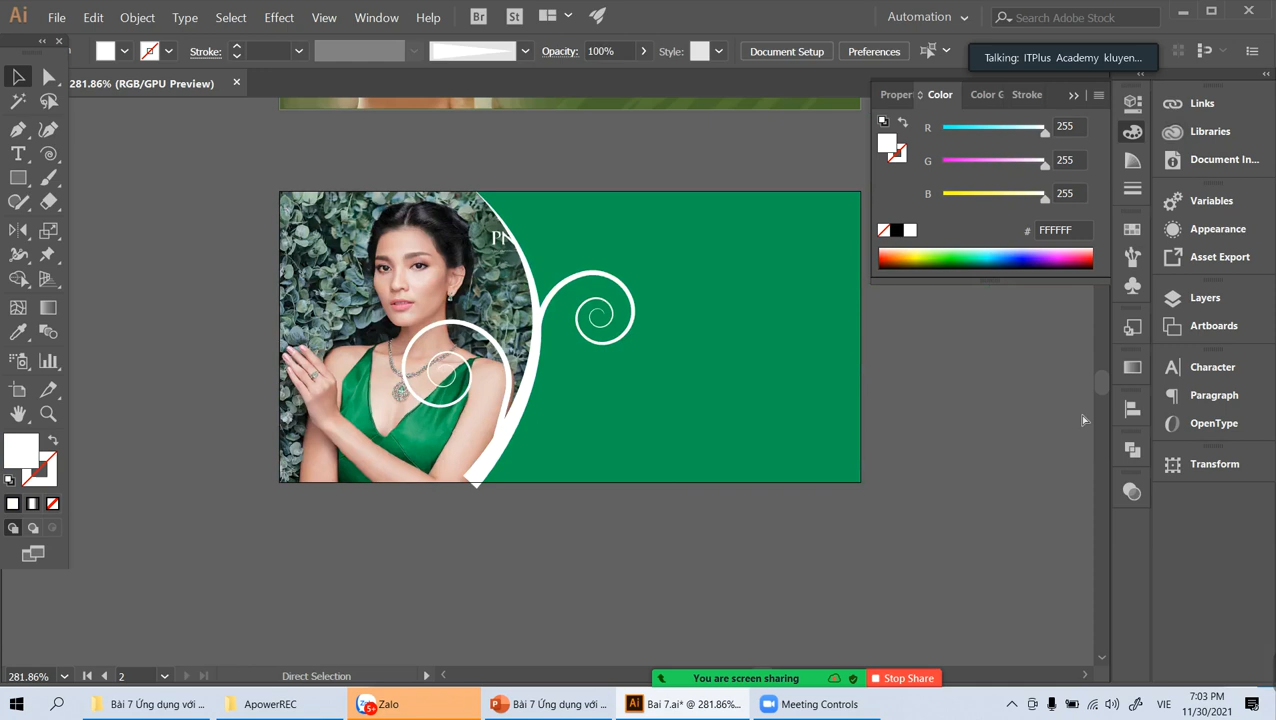 Ai File Edit Object Type Select Effect View Window Help Br St Automation Search Adobe Stock
Stroke: Opacity: 100% Style: Document Setup Preferences
Talking: ITPlus Academy kluyen...
281.86% (RGB/GPU Preview) ×
Proper Color Color G Stroke
R 255
G 255
B 255
# FFFFFF
Links
Libraries
Document In...
Variables
Appearance
Asset Export
Layers
Artboards
Character
Paragraph
OpenType
Transform
PN
281.86% 2 Direct Selection
You are screen sharing Stop Share
Bài 7 Ứng dụng với ... ApowerREC Zalo 5+ Bài 7 Ứng dụng với ... Bai 7.ai* @ 281.86%... Meeting Controls VIE 7:03 PM
11/30/2021